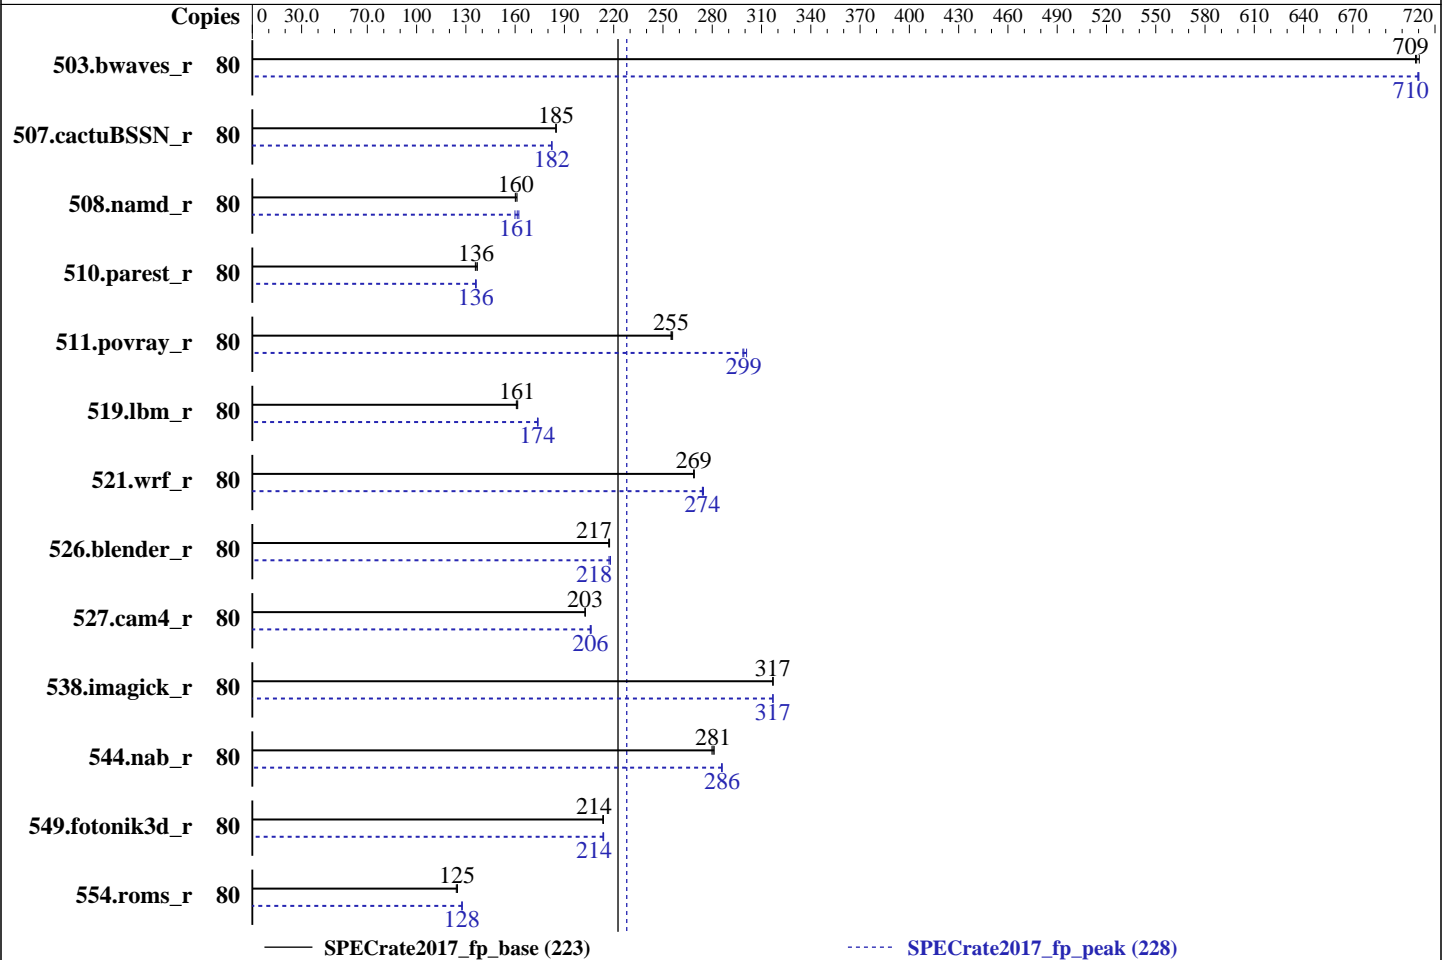 Copies 0 30.0 70.0 100 130 160 190 220 250 280 310 340 370 400 430 460 490 520 550 580 610 640 670 720
709
503.bwaves_r 80
710
185
507.cactuBSSN_r 80
182
160
508.namd_r 80
161
136
510.parest_r 80
136
255
511.povray_r 80
299
161
519.lbm_r 80
174
269
521.wrf_r 80
274
217
526.blender_r 80
218
203
527.cam4_r 80
206
317
538.imagick_r 80
317
281
544.nab_r 80
286
214
549.fotonik3d_r 80
214
125
554.roms_r 80
128
SPECrate2017_fp_base (223) SPECrate2017_fp_peak (228)